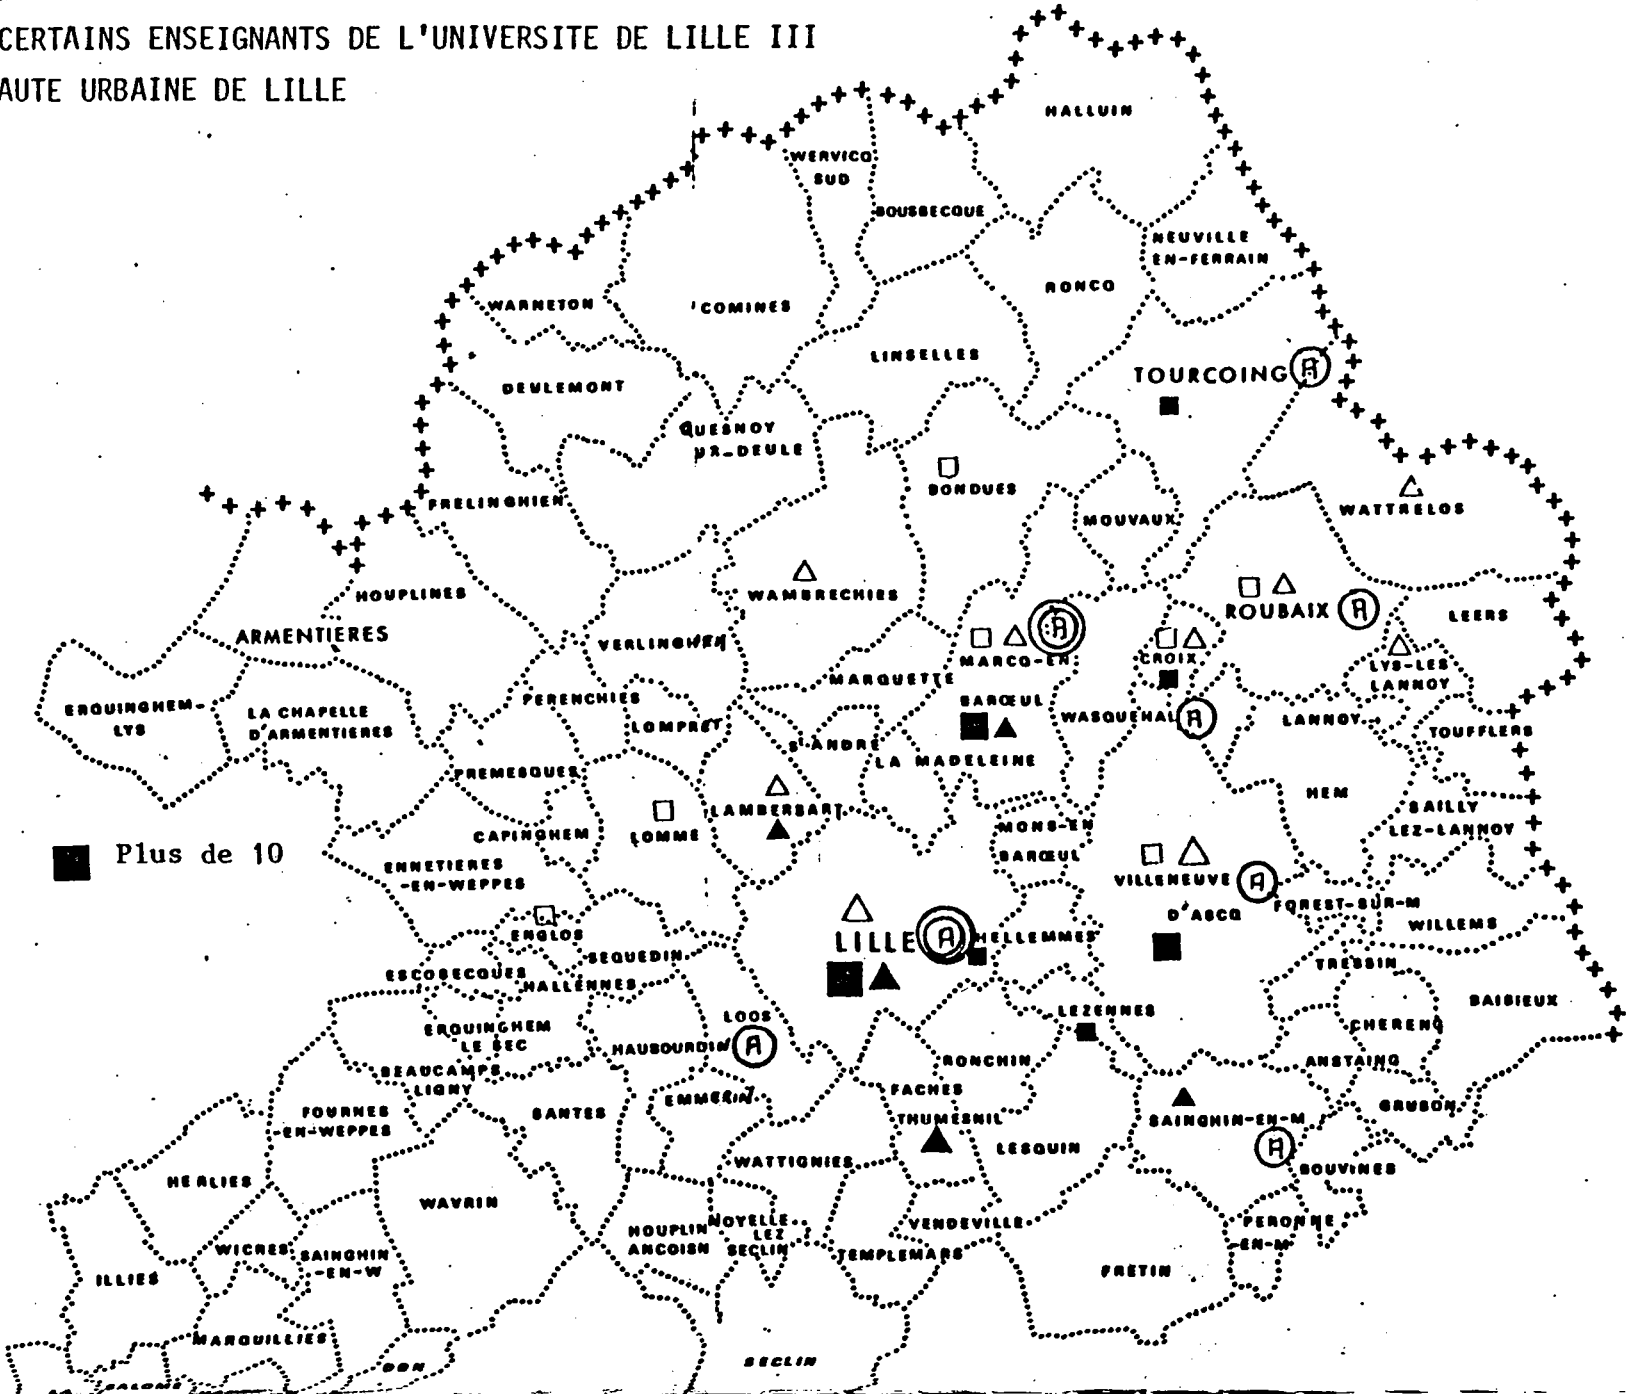 CERTAINS ENSEIGNANTS DE L'UNIVERSITE DE LILLE III
AUTE URBAINE DE LILLE
HALLUIN
WERVICQ
SUD
BOUSBECQUE
NEUVILLE
EN-FERRAIN
RONCQ
WARNETON
COMINES
LINSELLES
TOURCOING A
DEULEMONT
QUESNOY
UR-DEULE
BONDUES
FRELINGHIEN
MOUVAUX
WATTRELOS
HOUPLINES
WAMBRECHIES
ROUBAIX A
LEERS
ARMENTIERES
VERLINGHEN
A
MARCQ-EN
BARŒUL
CROIX
LYS-LES
LANNOY
MARQUETTE
PERENCHIES
ERQUINGHEM-
LYS
LA CHAPELLE
D'ARMENTIERES
LOMPRET
WASQUEHAL A
LANNOY
TOUFFLERS
ST ANDRE
LA MADELEINE
PREMESQUES
HEM
SAILLY
LEZ-LANNOY
LAMBERSART
CAPINGHEM
LOMME
MONS-EN
BARŒUL
Plus de 10
ENNETIERES
-EN-WEPPES
VILLENEUVE A
D'ASCQ
FOREST-SUR-M
WILLEMS
ENGLOS
LILLE A
HELLEMMES
SEQUEDIN
TRESSIN
ESCOBECQUES
HALLENNES
BAISIEUX
LOOS
A
LEZENNES
CHERENG
ERQUINGHEM
LE SEC
HAUBOURDIN
RONCHIN
ANSTAING
BEAUCAMPS
LIGNY
EMMERIN
FACHES
THUMESNIL
GRUSON
FOURNES
-EN-WEPPES
SANTES
SAINGHIN-EN-M
A
LESQUIN
WATTIGNIES
BOUVINES
HERLIES
WAVRIN
HOUPLIN
ANCOISN
NOYELLE
LEZ
SECLIN
VENDEVILLE
PERONNE
-EN-M
WICRES
SAINGHIN
-EN-W
TEMPLEMARS
ILLIES
FRETIN
MARQUILLIES
DON
SECLIN
SALOME